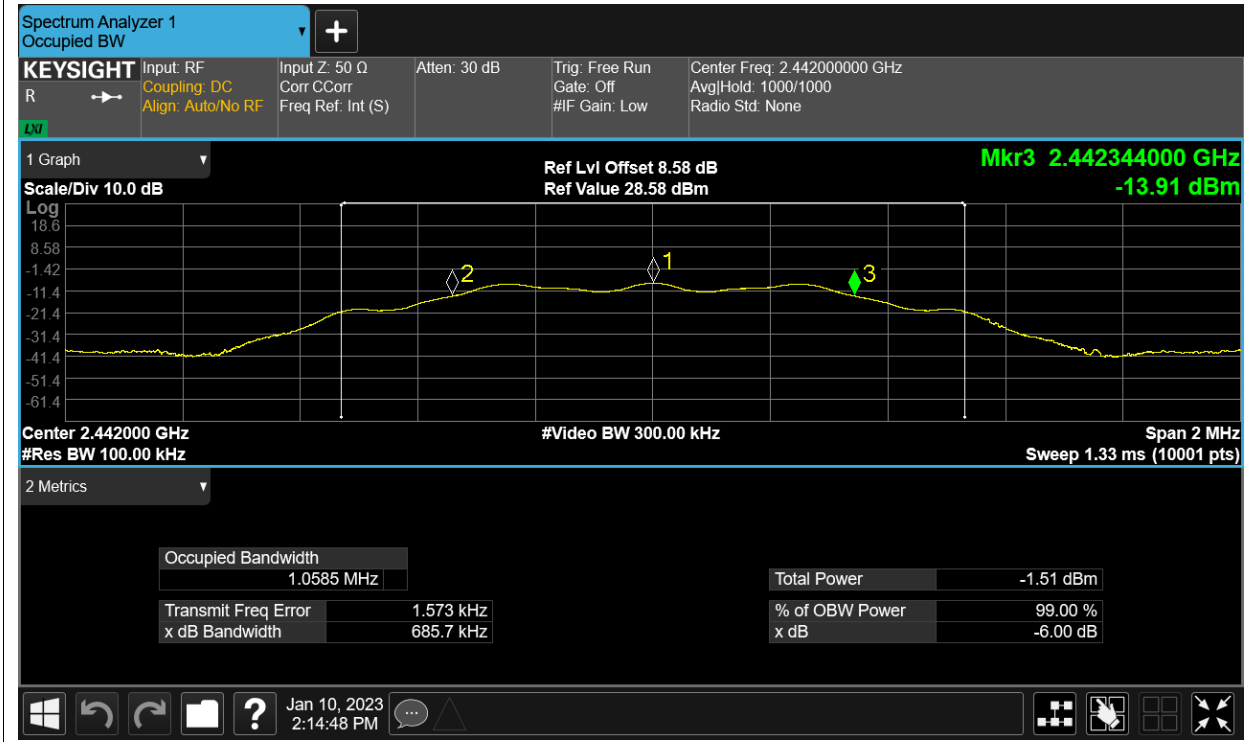 Spectrum Analyzer 1
Occupied BW
+
KEYSIGHT
R
LXI
Input: RF
Coupling: DC
Align: Auto/No RF
Input Z: 50 Ω
Corr CCorr
Freq Ref: Int (S)
Atten: 30 dB
Trig: Free Run
Gate: Off
#IF Gain: Low
Center Freq: 2.442000000 GHz
Avg|Hold: 1000/1000
Radio Std: None
1 Graph
Scale/Div 10.0 dB
Ref Lvl Offset 8.58 dB
Ref Value 28.58 dBm
Mkr3 2.442344000 GHz
-13.91 dBm
Log
18.6
8.58
-1.42
-11.4
-21.4
-31.4
-41.4
-51.4
-61.4
2
1
3
Center 2.442000 GHz
#Video BW 300.00 kHz
Span 2 MHz
#Res BW 100.00 kHz
Sweep 1.33 ms (10001 pts)
2 Metrics
Occupied Bandwidth
1.0585 MHz
Total Power -1.51 dBm
Transmit Freq Error 1.573 kHz
% of OBW Power 99.00 %
x dB Bandwidth 685.7 kHz
x dB -6.00 dB
?
Jan 10, 2023
2:14:48 PM